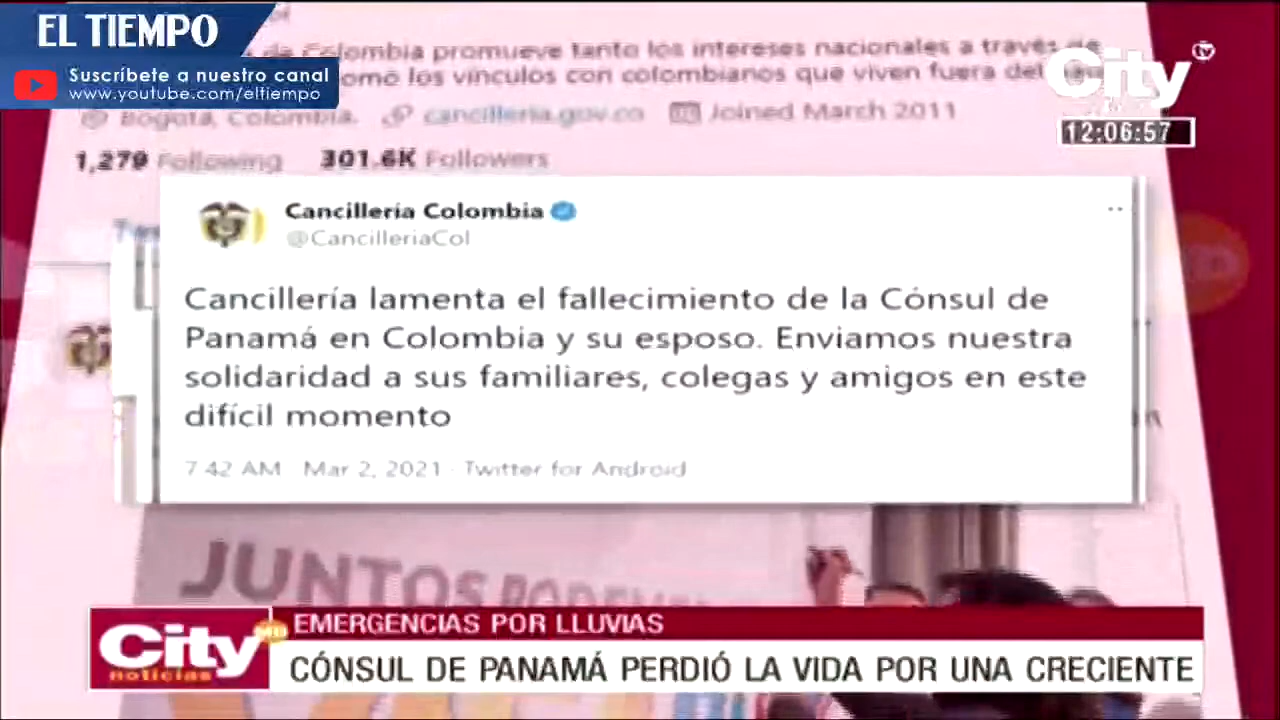 EL TIEMPO
Suscríbete a nuestro canal
www.youtube.com/eltiempo
de Colombia promueve tanto los intereses nacionales a través de
como los vínculos con colombianos que viven fuera del
City tv
12:06:57
Bogotá, Colombia. cancilleria.gov.co Joined March 2011
1,279 Following 301.6K Followers
Cancillería Colombia
@CancilleriaCol
Cancillería lamenta el fallecimiento de la Cónsul de
Panamá en Colombia y su esposo. Enviamos nuestra
solidaridad a sus familiares, colegas y amigos en este
difícil momento
7:42 AM Mar 2, 2021 · Twitter for Android
JUNTOS
City
noticias
EMERGENCIAS POR LLUVIAS
CÓNSUL DE PANAMÁ PERDIÓ LA VIDA POR UNA CRECIENTE